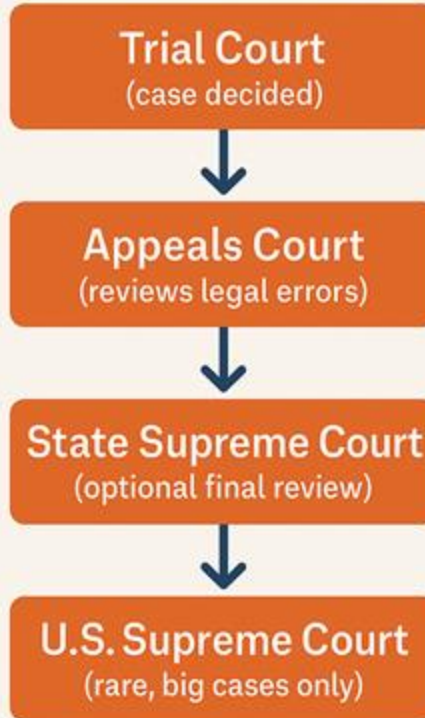 Trial Court
(case decided)
Appeals Court
(reviews legal errors)
State Supreme Court
(optional final review)
U.S. Supreme Court
(rare, big cases only)